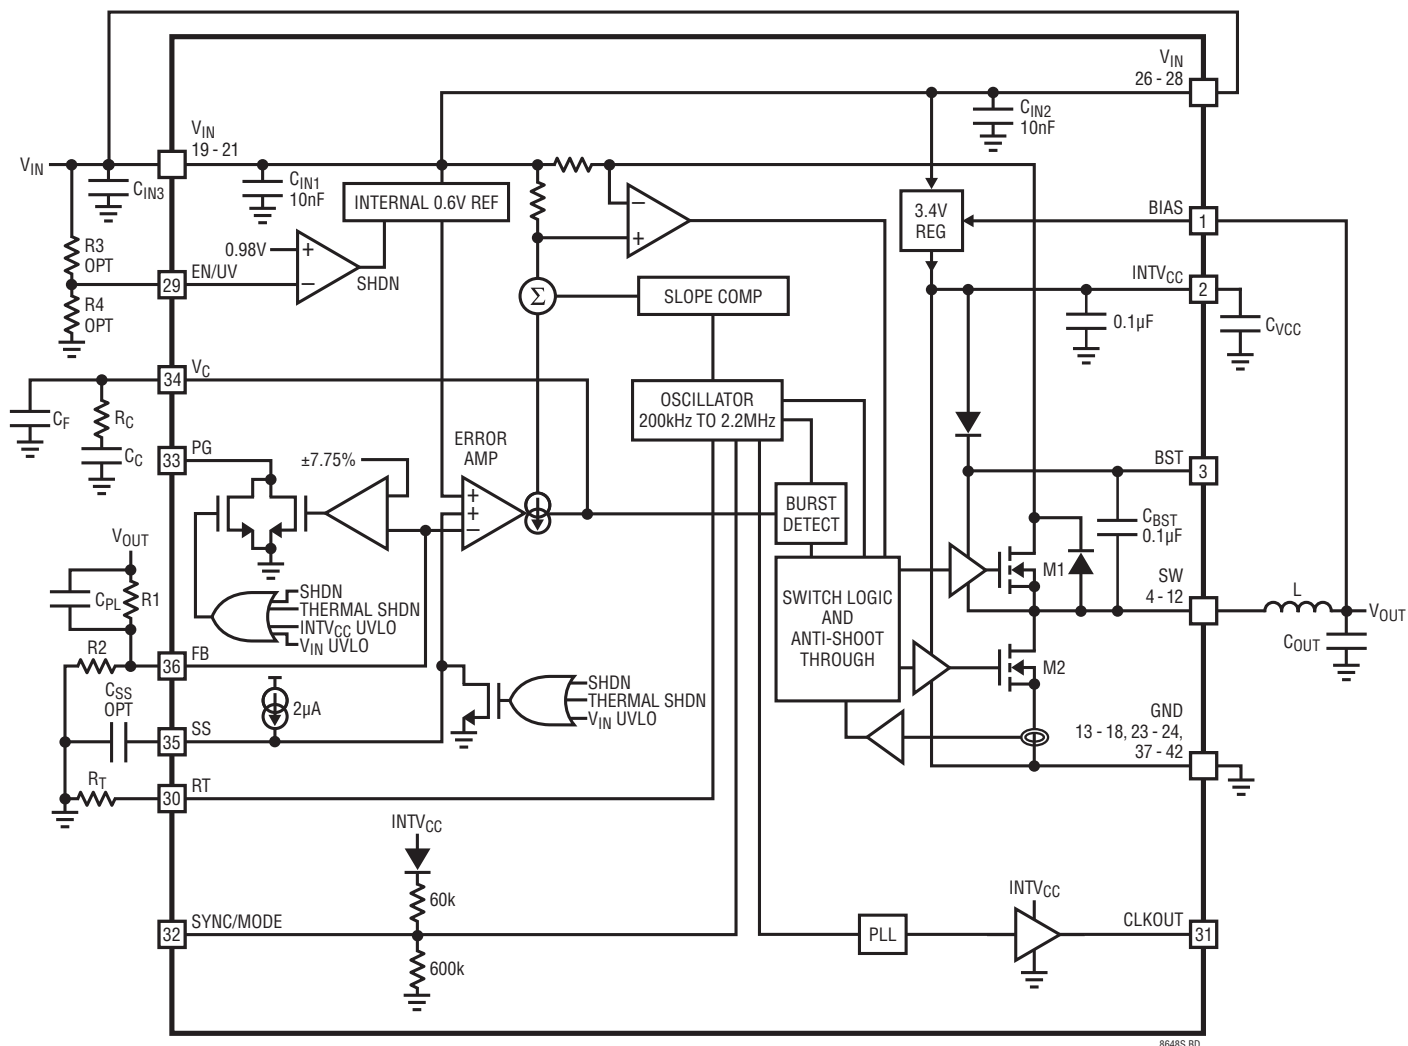 VIN
26 - 28
CIN2
10nF
VIN
19 - 21
VIN
CIN3
CIN1
10nF
INTERNAL 0.6V REF
–
+
3.4V
REG
BIAS
1
R3
OPT
0.98V
+
–
SHDN
29
EN/UV
R4
OPT
Σ
SLOPE COMP
INTVCC
2
0.1µF
CVCC
34
VC
CF
RC
CC
OSCILLATOR
200kHz TO 2.2MHz
33
PG
±7.75%
ERROR
AMP
+
+
–
BST
3
BURST
DETECT
CBST
0.1µF
VOUT
CPL
R1
M1
SW
4 - 12
L
VOUT
COUT
SHDN
THERMAL SHDN
INTVCC UVLO
VIN UVLO
SWITCH LOGIC
AND
ANTI-SHOOT
THROUGH
R2
36
FB
M2
CSS
OPT
2µA
SHDN
THERMAL SHDN
VIN UVLO
GND
13 - 18, 23 - 24,
37 - 42
35
SS
RT
30
RT
INTVCC
60k
32
SYNC/MODE
600k
PLL
INTVCC
CLKOUT
31
8648S BD